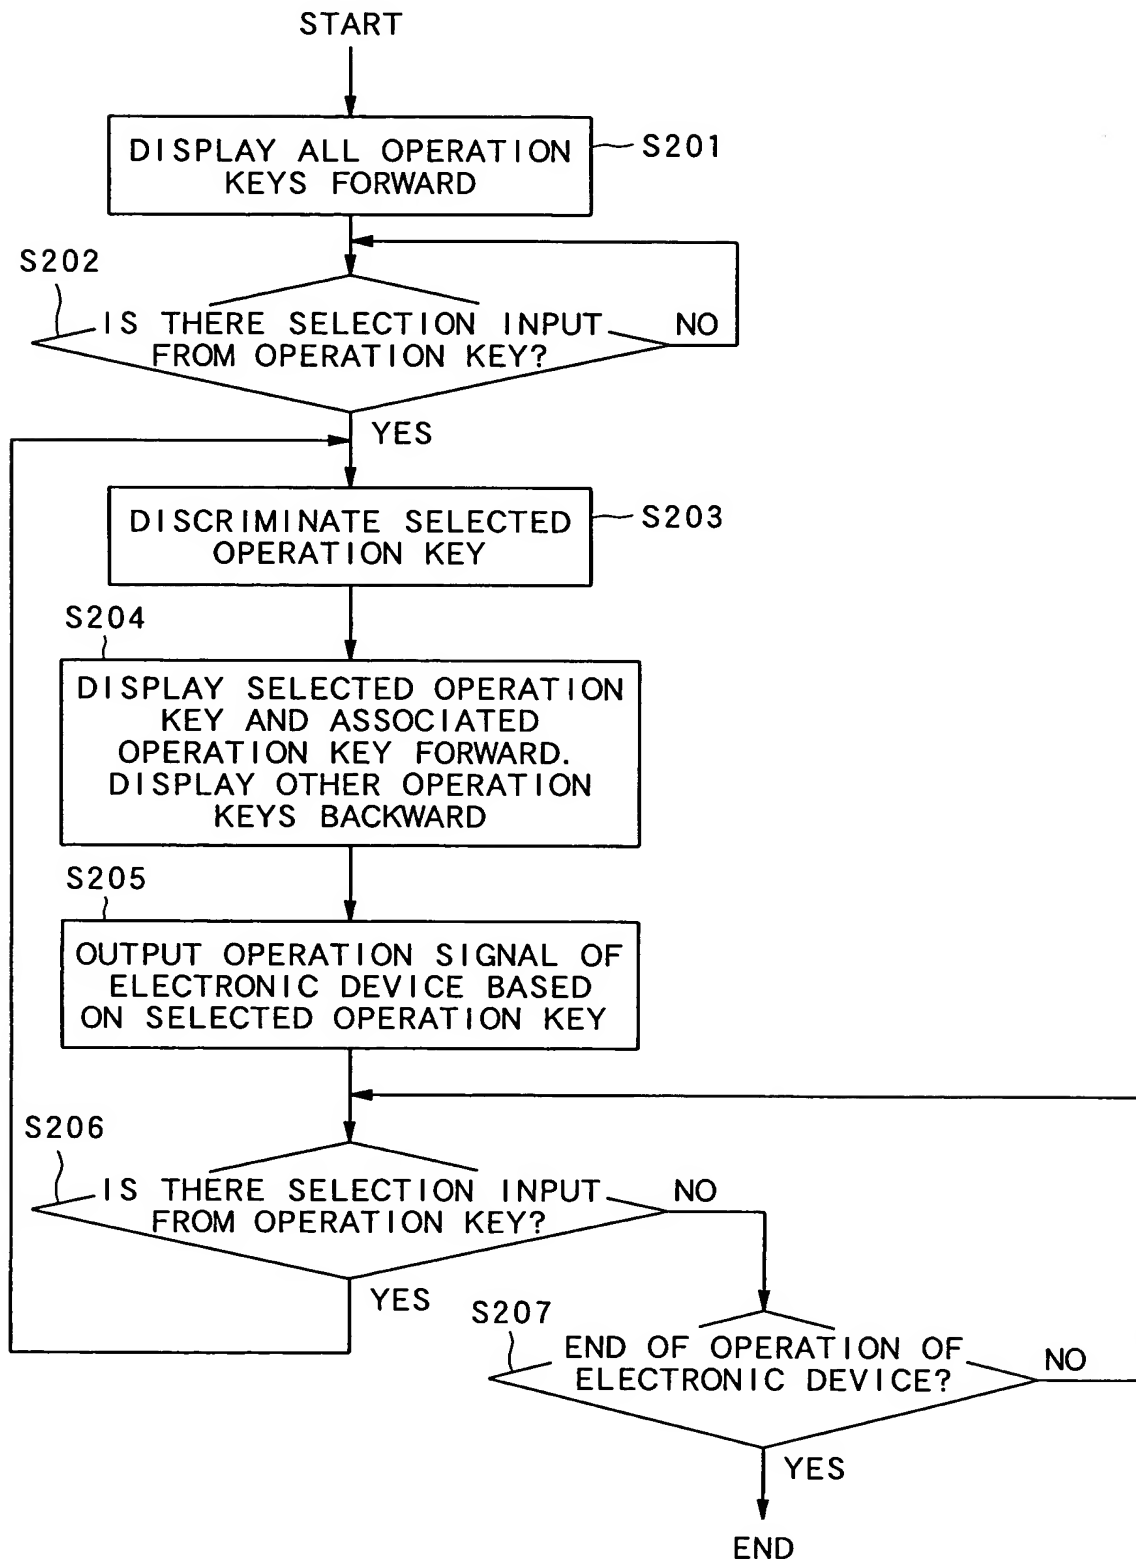 START
DISPLAY ALL OPERATION
KEYS FORWARD
S201
S202
IS THERE SELECTION INPUT
FROM OPERATION KEY?
NO
YES
DISCRIMINATE SELECTED
OPERATION KEY
S203
S204
DISPLAY SELECTED OPERATION
KEY AND ASSOCIATED
OPERATION KEY FORWARD.
DISPLAY OTHER OPERATION
KEYS BACKWARD
S205
OUTPUT OPERATION SIGNAL OF
ELECTRONIC DEVICE BASED
ON SELECTED OPERATION KEY
S206
IS THERE SELECTION INPUT
FROM OPERATION KEY?
NO
YES
S207
END OF OPERATION OF
ELECTRONIC DEVICE?
NO
YES
END